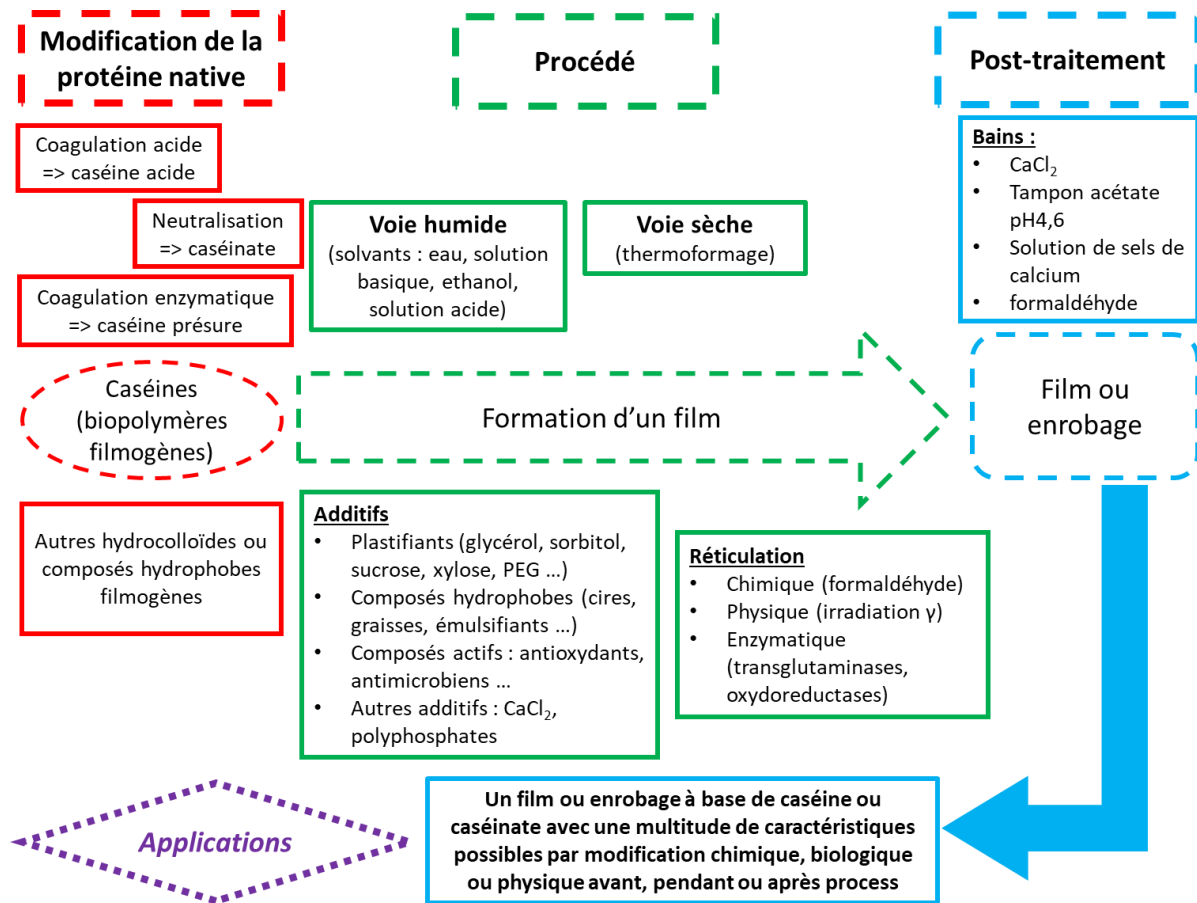 Modification de la
protéine native
Procédé
Post-traitement
Coagulation acide
=> caséine acide
Neutralisation
=> caséinate
Coagulation enzymatique
=> caséine présure
Voie humide
(solvants : eau, solution
basique, ethanol,
solution acide)
Voie sèche
(thermoformage)
Bains :
• CaCl₂
• Tampon acétate
pH4,6
• Solution de sels de
calcium
• formaldéhyde
Caséines
(biopolymères
filmogènes)
Formation d’un film
Film ou
enrobage
Autres hydrocolloïdes ou
composés hydrophobes
filmogènes
Additifs
• Plastifiants (glycérol, sorbitol,
sucrose, xylose, PEG ...)
• Composés hydrophobes (cires,
graisses, émulsifiants ...)
• Composés actifs : antioxydants,
antimicrobiens ...
• Autres additifs : CaCl₂,
polyphosphates
Réticulation
• Chimique (formaldéhyde)
• Physique (irradiation γ)
• Enzymatique
(transglutaminases,
oxydoreductases)
Applications
Un film ou enrobage à base de caséine ou
caséinate avec une multitude de caractéristiques
possibles par modification chimique, biologique
ou physique avant, pendant ou après process